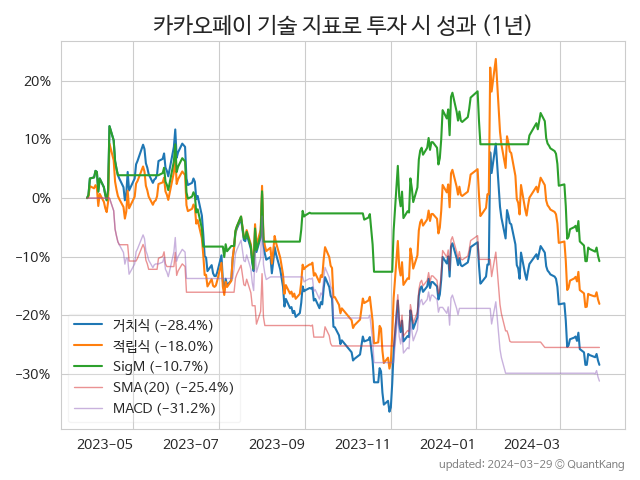 카카오페이 기술 지표로 투자 시 성과 (1년)
20%
10%
0%
−10%
−20%
−30%
거치식 (−28.4%)
적립식 (−18.0%)
SigM (−10.7%)
SMA(20) (−25.4%)
MACD (−31.2%)
2023−05 2023−07 2023−09 2023−11 2024−01 2024−03
updated: 2024−03−29 ⓒ QuantKang